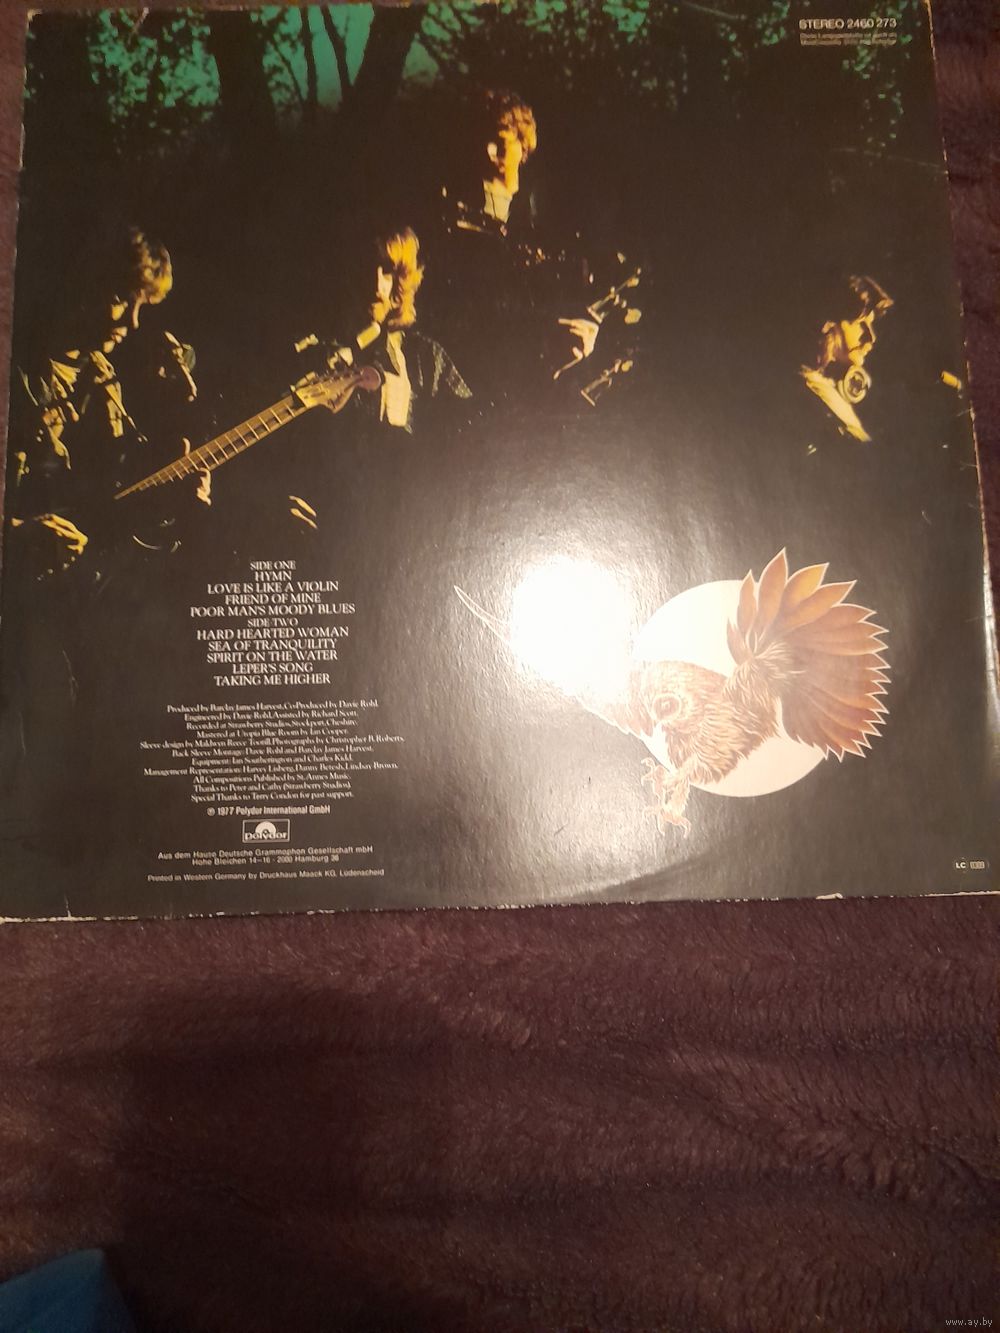 STEREO 2460 273
SIDE ONE
HYMN
LOVE IS LIKE A VIOLIN
FRIEND OF MINE
POOR MAN'S MOODY BLUES
SIDE TWO
HARD HEARTED WOMAN
SEA OF TRANQUILITY
SPIRIT ON THE WATER
LEPER'S SONG
TAKING ME HIGHER
Produced by Barclay James Harvest, Co-Produced by Davie Rohl.
Engineered by Davie Rohl, Assisted by Richard Scott.
Recorded at Strawberry Studios, Stockport, Cheshire.
Mastered at Utopia Blue Room by Ian Cooper.
Sleeve design by Maldwyn Reece Tootill, Photographs by Christopher B. Roberts.
Back Sleeve Montage: Davie Rohl and Barclay James Harvest.
Equipment: Ian Southerington and Charles Kidd.
Management Representation: Harvey Lisberg, Danny Betesh, Lindsay Brown.
All Compositions Published by St. Annes Music.
Thanks to Peter and Cathy (Strawberry Studios)
Special Thanks to Terry Condon for past support.
℗ 1977 Polydor International GmbH
polydor
Aus dem Hause Deutsche Grammophon Gesellschaft mbH
Hohe Bleichen 14-16 - 2000 Hamburg 36
Printed in Western Germany by Druckhaus Maack KG, Lüdenscheid
LC
www.ay.by